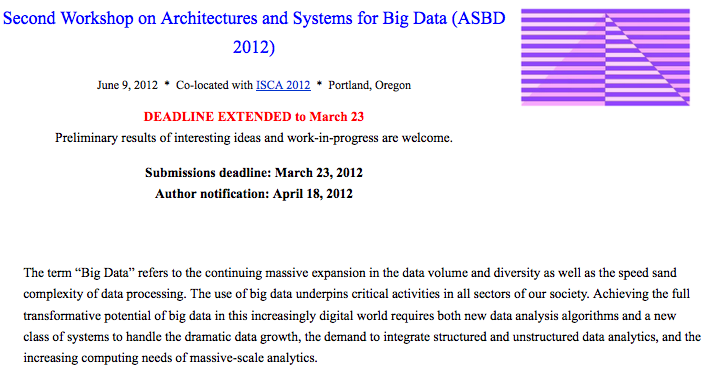 Second Workshop on Architectures and Systems for Big Data (ASBD
2012)
June 9, 2012 * Co-located with ISCA 2012 * Portland, Oregon
DEADLINE EXTENDED to March 23
Preliminary results of interesting ideas and work-in-progress are welcome.
Submissions deadline: March 23, 2012
Author notification: April 18, 2012
The term “Big Data” refers to the continuing massive expansion in the data volume and diversity as well as the speed sand
complexity of data processing. The use of big data underpins critical activities in all sectors of our society. Achieving the full
transformative potential of big data in this increasingly digital world requires both new data analysis algorithms and a new
class of systems to handle the dramatic data growth, the demand to integrate structured and unstructured data analytics, and the
increasing computing needs of massive-scale analytics.